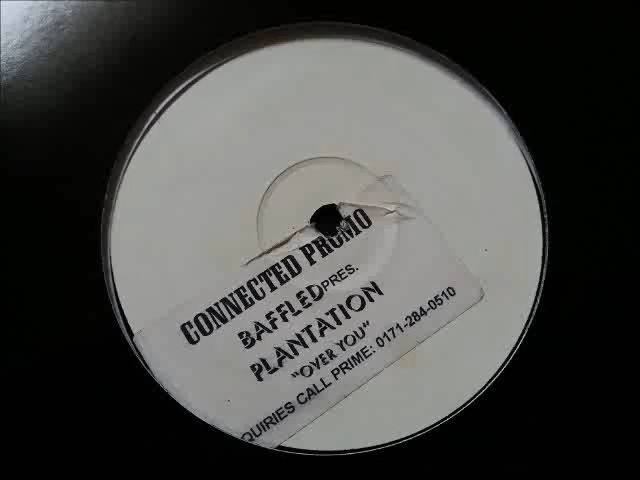 CONNECTED PROMO
BAFFLED PRES.
PLANTATION
"OVER YOU"
QUIRIES CALL PRIME: 0171-284-0510